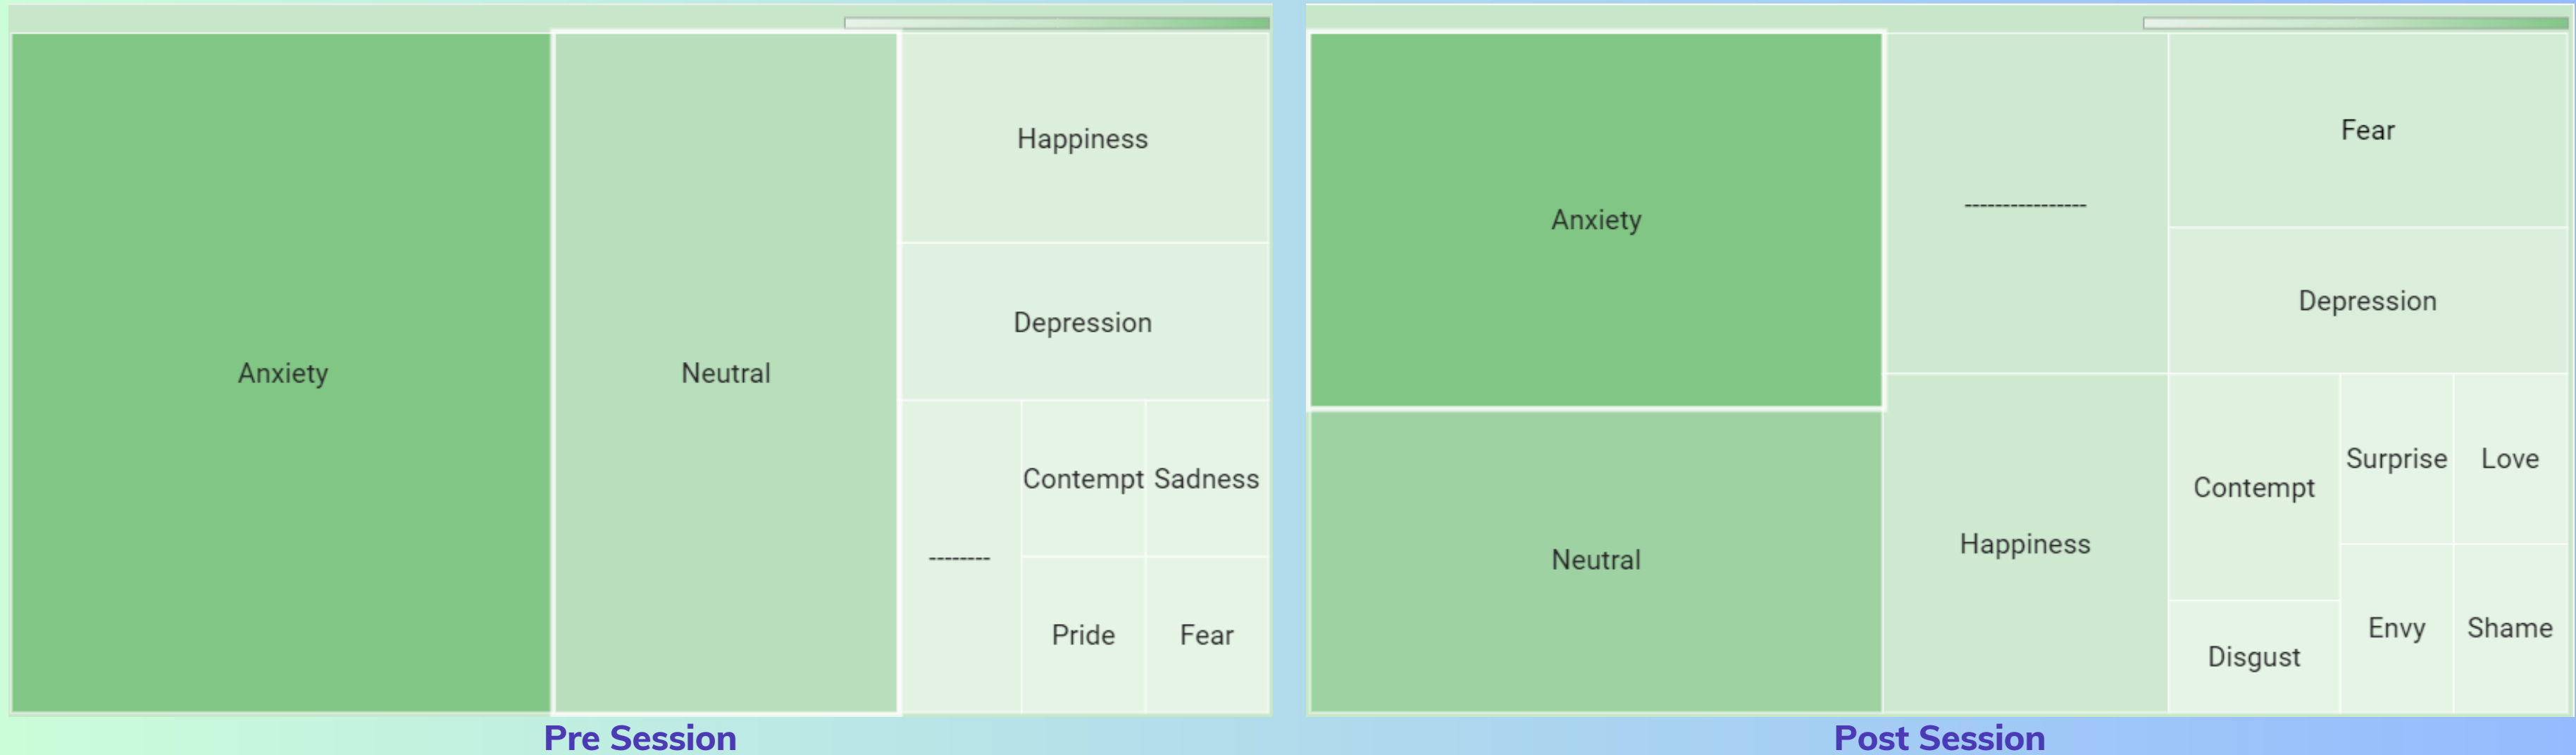 Anxiety
Neutral
Happiness
Depression
--------
Contempt
Sadness
Pride
Fear
Pre Session
Anxiety
Neutral
----------------
Happiness
Fear
Depression
Contempt
Surprise
Love
Disgust
Envy
Shame
Post Session